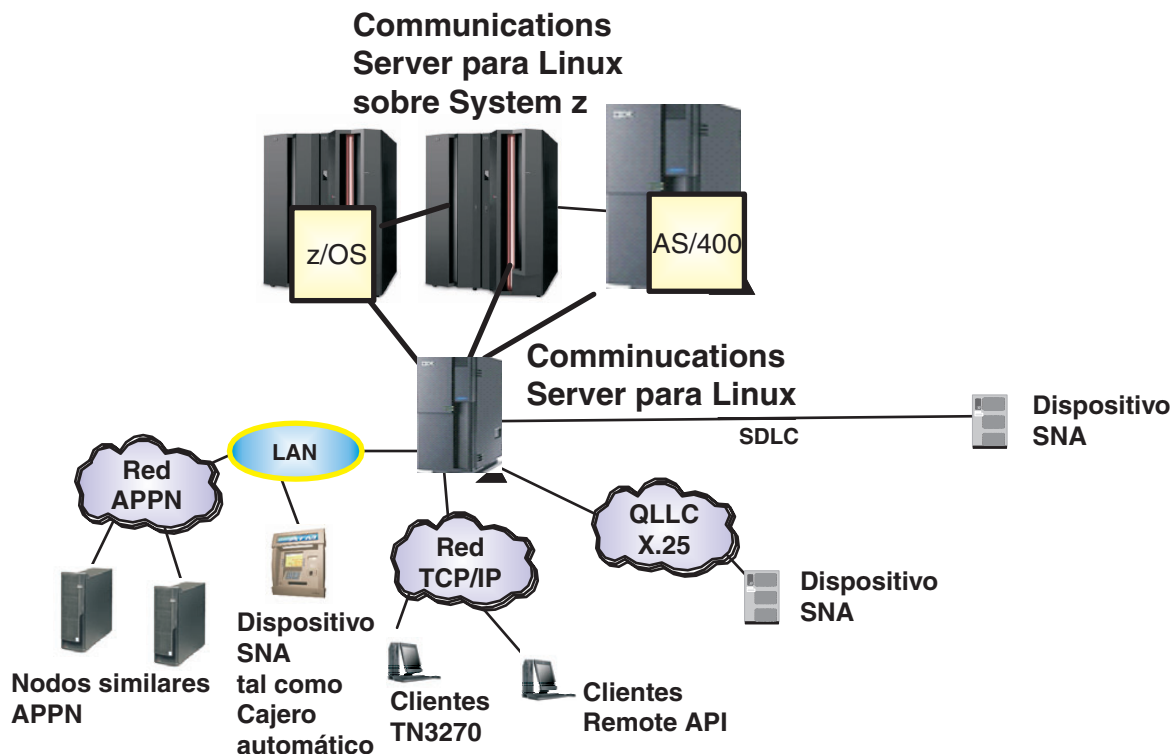 Communications
Server para Linux
sobre System z
z/OS
AS/400
Comminucations
Server para Linux
SDLC
Dispositivo
SNA
LAN
Red
APPN
QLLC
X.25
Red
TCP/IP
Dispositivo
SNA
Dispositivo
SNA
tal como
Cajero
automático
Nodos similares
APPN
Clientes
TN3270
Clientes
Remote API